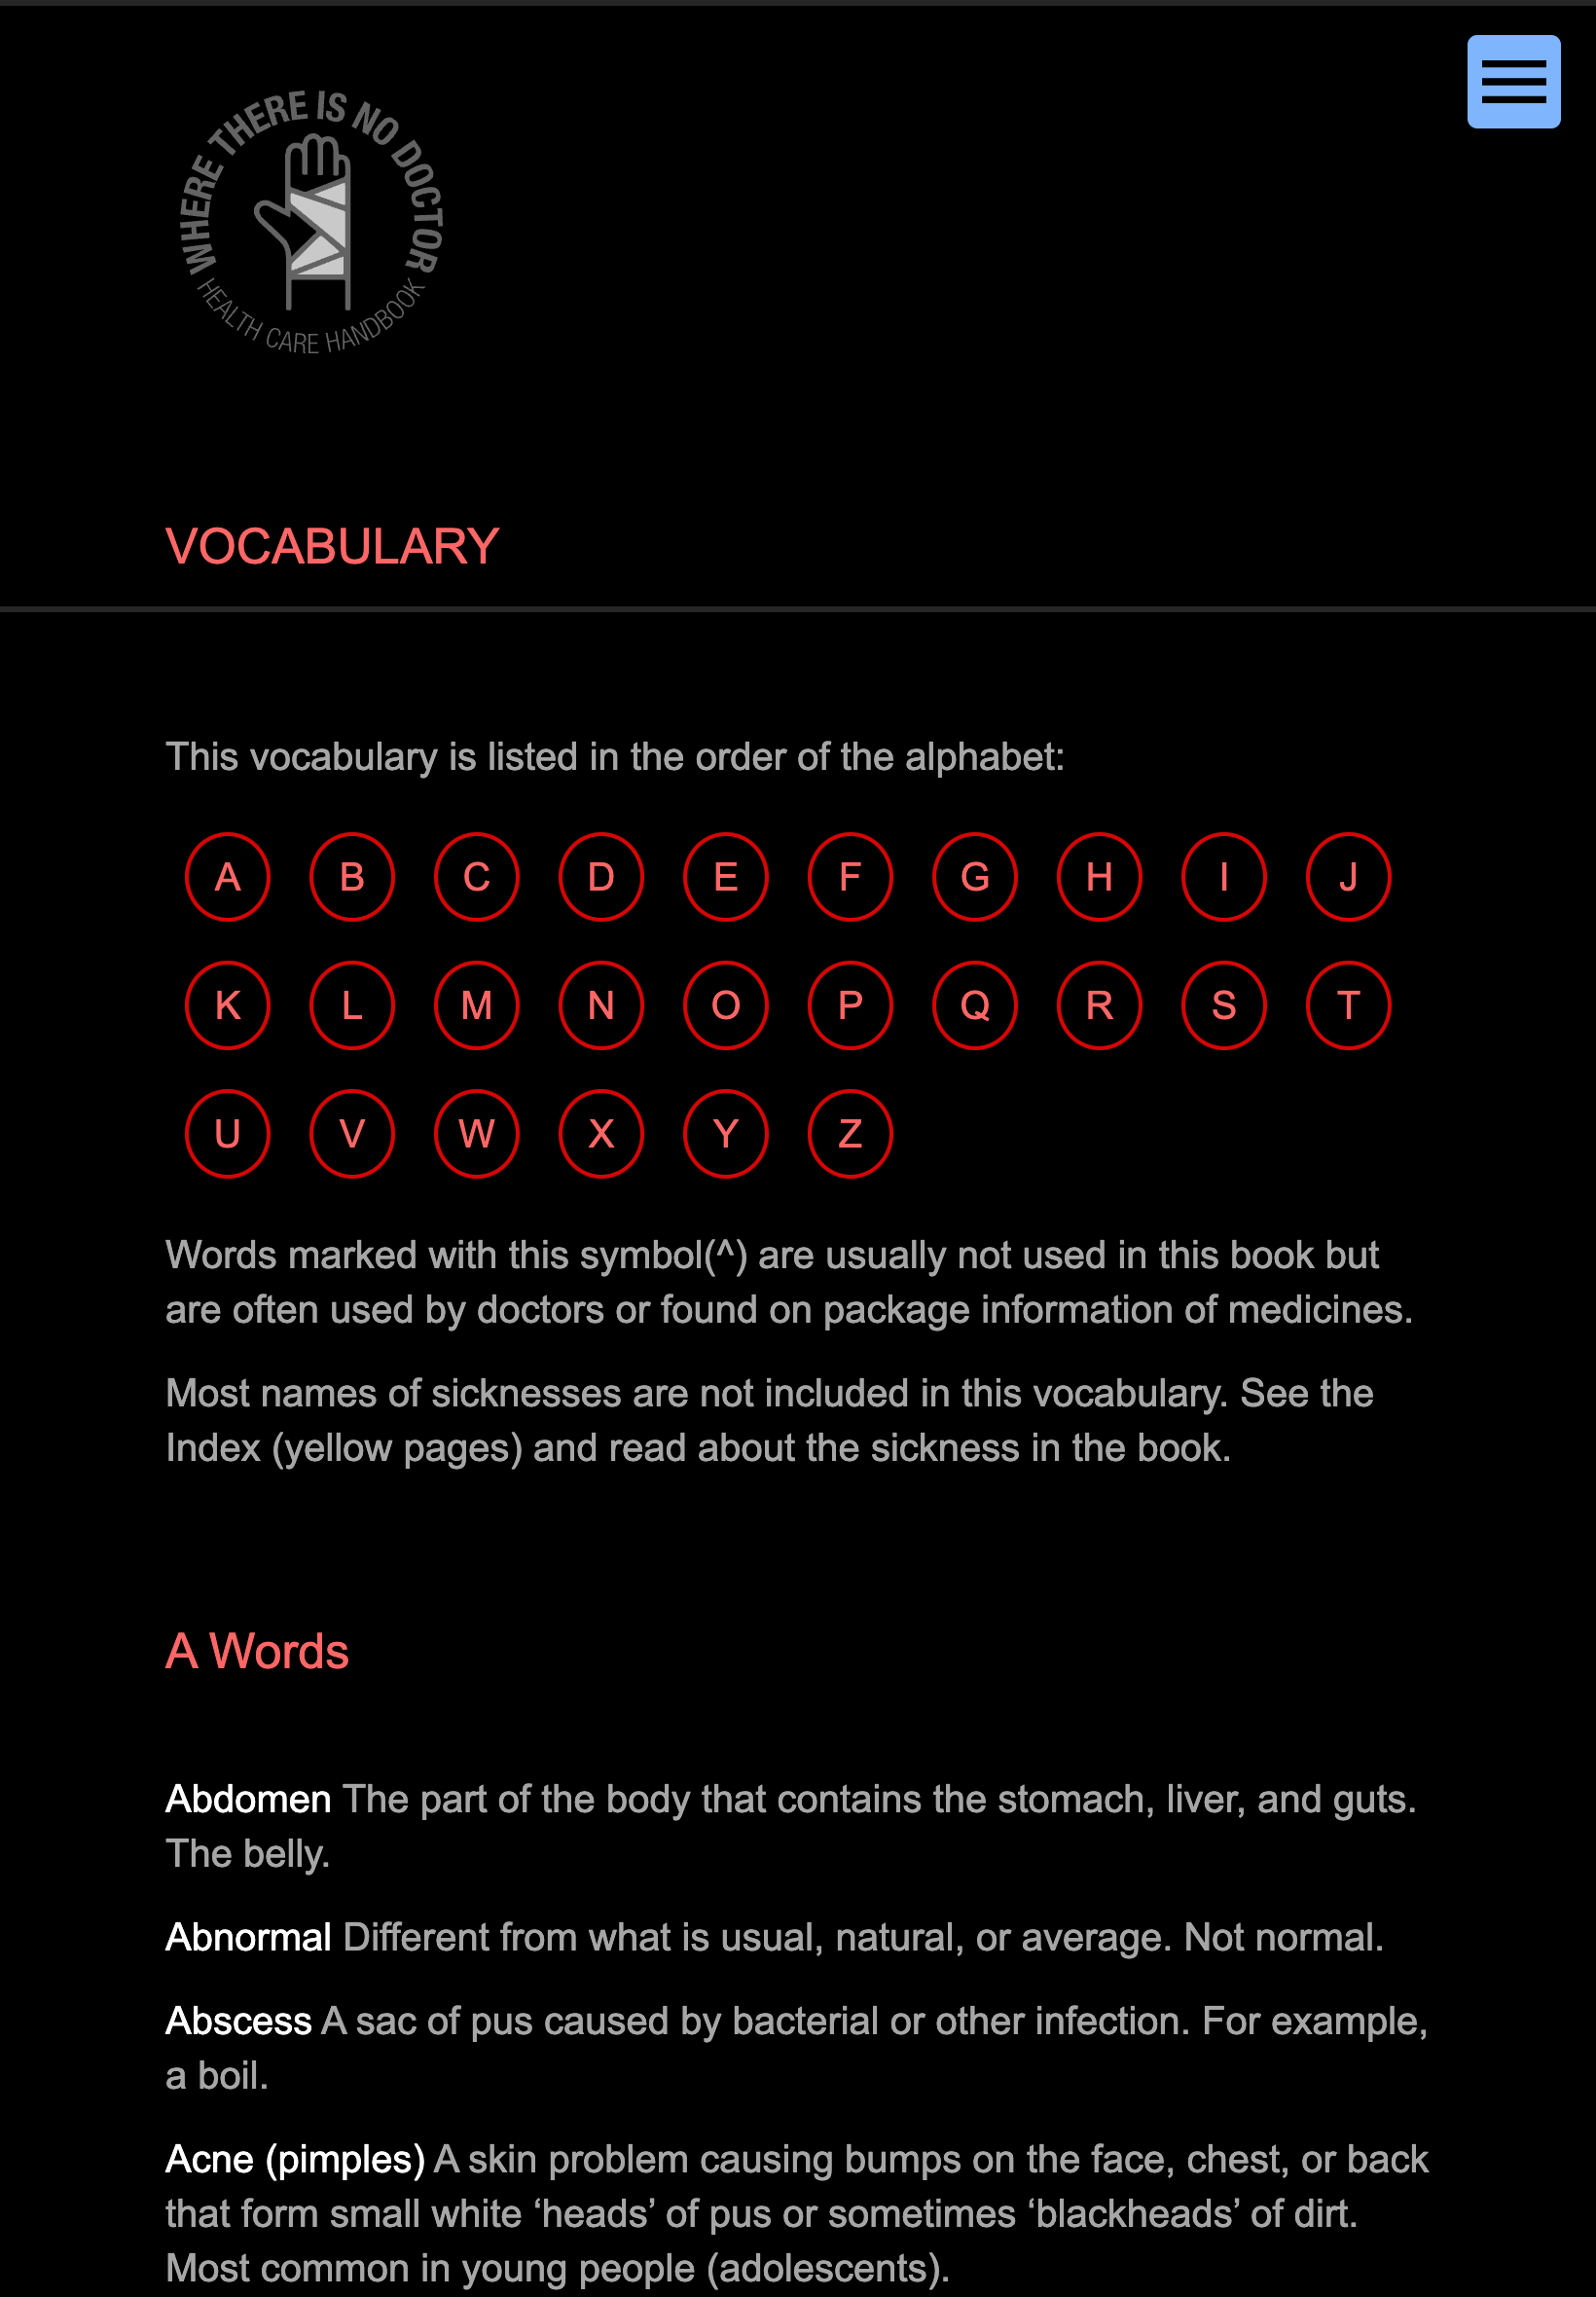 WHERE THERE IS NO DOCTOR
HEALTH CARE HANDBOOK
VOCABULARY
This vocabulary is listed in the order of the alphabet:
A B C D E F G H I J
K L M N O P Q R S T
U V W X Y Z
Words marked with this symbol(^) are usually not used in this book but
are often used by doctors or found on package information of medicines.
Most names of sicknesses are not included in this vocabulary. See the
Index (yellow pages) and read about the sickness in the book.
A Words
Abdomen The part of the body that contains the stomach, liver, and guts.
The belly.
Abnormal Different from what is usual, natural, or average. Not normal.
Abscess A sac of pus caused by bacterial or other infection. For example,
a boil.
Acne (pimples) A skin problem causing bumps on the face, chest, or back
that form small white ‘heads’ of pus or sometimes ‘blackheads’ of dirt.
Most common in young people (adolescents).